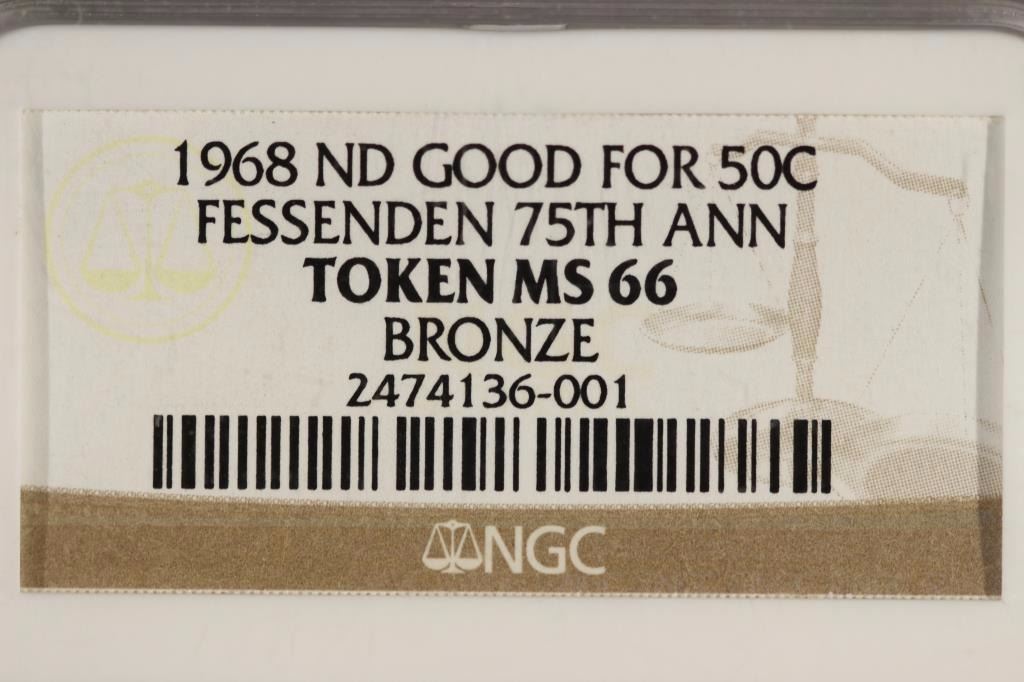 1968 ND GOOD FOR 50C
FESSENDEN 75TH ANN
TOKEN MS 66
BRONZE
2474136-001
NGC